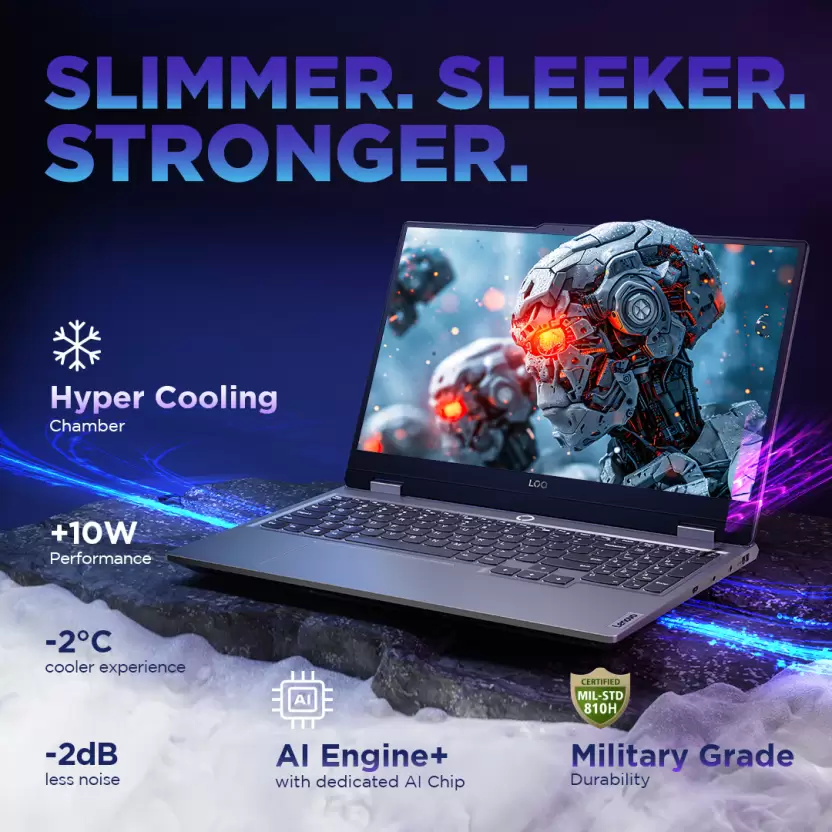 SLIMMER. SLEEKER.
STRONGER.
XT
LOQ
Hyper Cooling
Chamber
+10W
Performance
Lenovo
-2°C
cooler experience
-2dB
less noise
AI
AI Engine+
with dedicated AI Chip
CERTIFIED
MIL-STD
810H
Military Grade
Durability